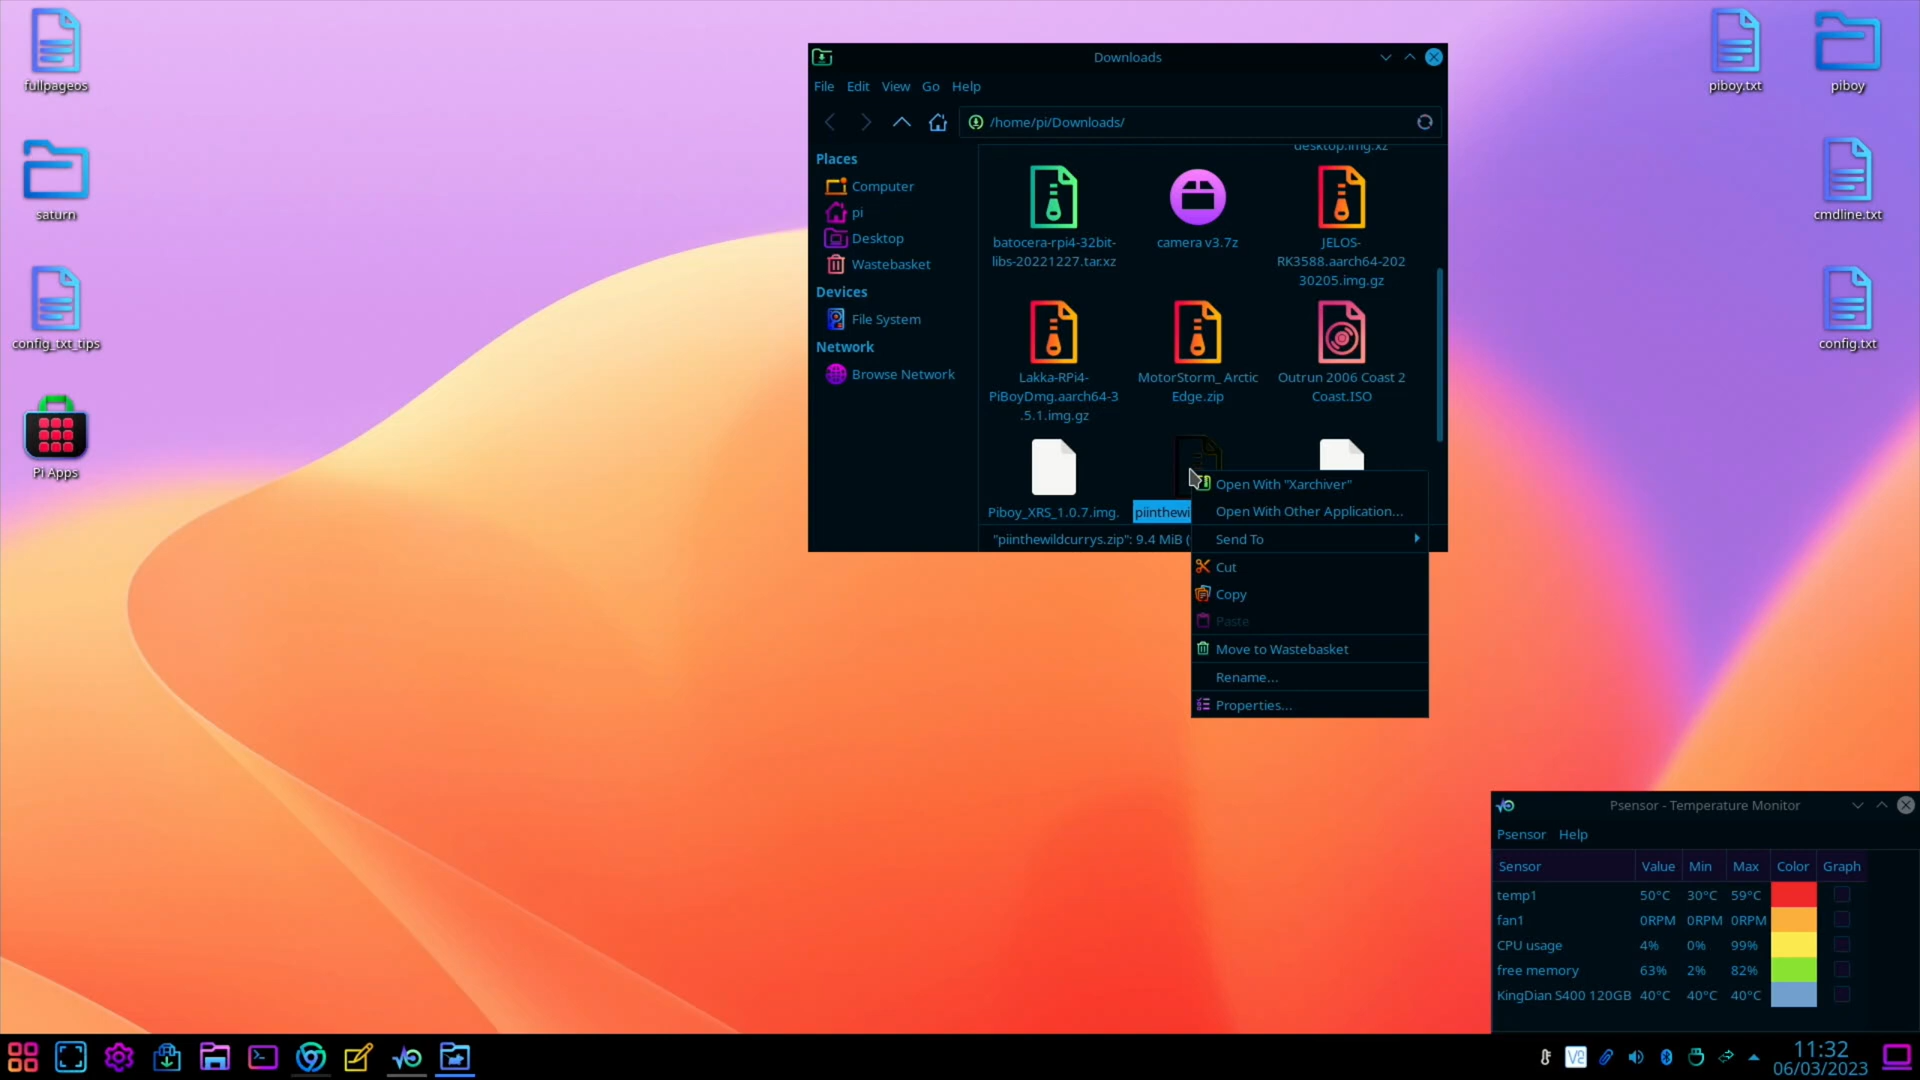 fullpageos
saturn
config_txt_tips
Pi Apps
piboy.txt
piboy
cmdline.txt
config.txt
Downloads
File Edit View Go Help
/home/pi/Downloads/
Places
Computer
pi
Desktop
Wastebasket
Devices
File System
Network
Browse Network
desktop.img.xz
batocera-rpi4-32bit-
libs-20221227.tar.xz
camera v3.7z
JELOS-
RK3588.aarch64-202
30205.img.gz
Lakka-RPi4-
PiBoyDmg.aarch64-3
.5.1.img.gz
MotorStorm_ Arctic
Edge.zip
Outrun 2006 Coast 2
Coast.ISO
Piboy_XRS_1.0.7.img.
piinthewi
"piinthewildcurrys.zip": 9.4 MiB (
Open With "Xarchiver"
Open With Other Application...
Send To
Cut
Copy
Paste
Move to Wastebasket
Rename...
Properties...
Psensor - Temperature Monitor
Psensor Help
Sensor Value Min Max Color Graph
temp1 50°C 30°C 59°C
fan1 0RPM 0RPM 0RPM
CPU usage 4% 0% 99%
free memory 63% 2% 82%
KingDian S400 120GB 40°C 40°C 40°C
11:32
06/03/2023